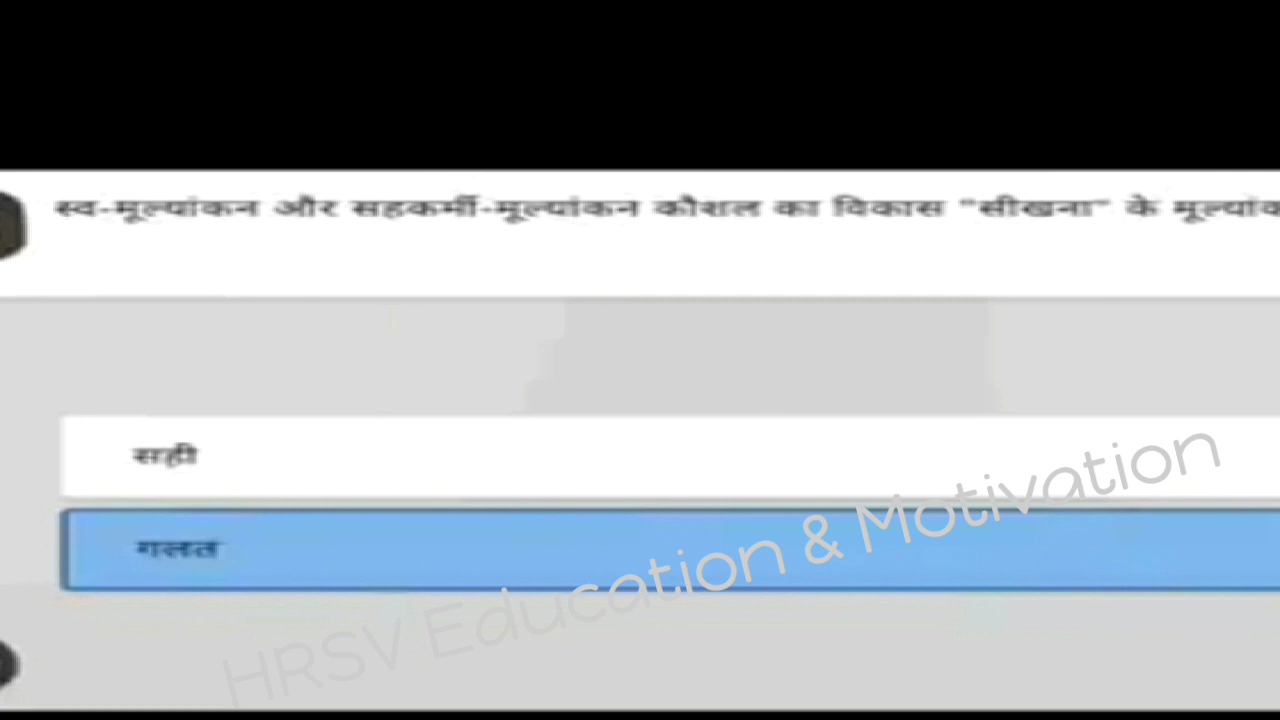 स्व-मूल्यांकन और सहकर्मी-मूल्यांकन कौशल का विकास "सीखना" के
सही
गलत
HRSV Education & Motivation